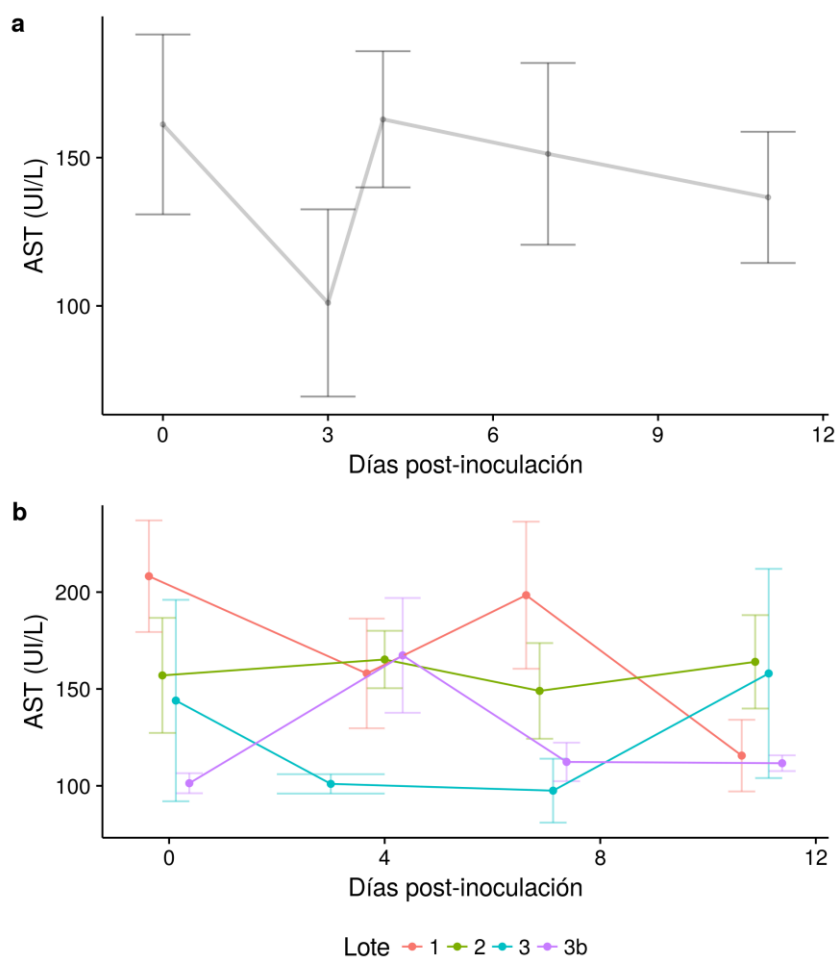 a
150
100
AST (UI/L)
0 3 6 9 12
Días post-inoculación
b
200
150
100
AST (UI/L)
0 4 8 12
Días post-inoculación
Lote 1 2 3 3b